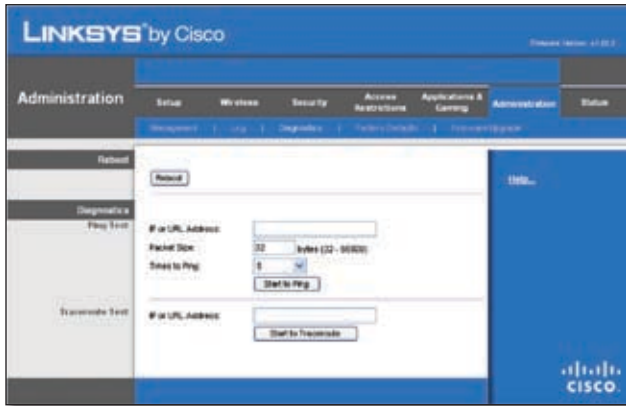 LINKSYS® by Cisco
Administration
Setup Wireless Security Access Restrictions Applications & Gaming Administration Status
Management | Log | Diagnostics | Factory Defaults | Firmware Upgrade
Reboot
Reboot
Help...
Diagnostics
Ping Test
IP or URL Address:
Packet Size: 32 bytes (32 - 65500)
Times to Ping: 5
Start to Ping
Traceroute Test
IP or URL Address:
Start to Traceroute
CISCO